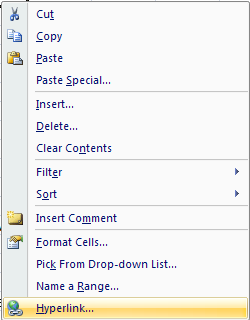 Cut
Copy
Paste
Paste Special...
Insert...
Delete...
Clear Contents
Filter
Sort
Insert Comment
Format Cells...
Pick From Drop-down List...
Name a Range...
Hyperlink...